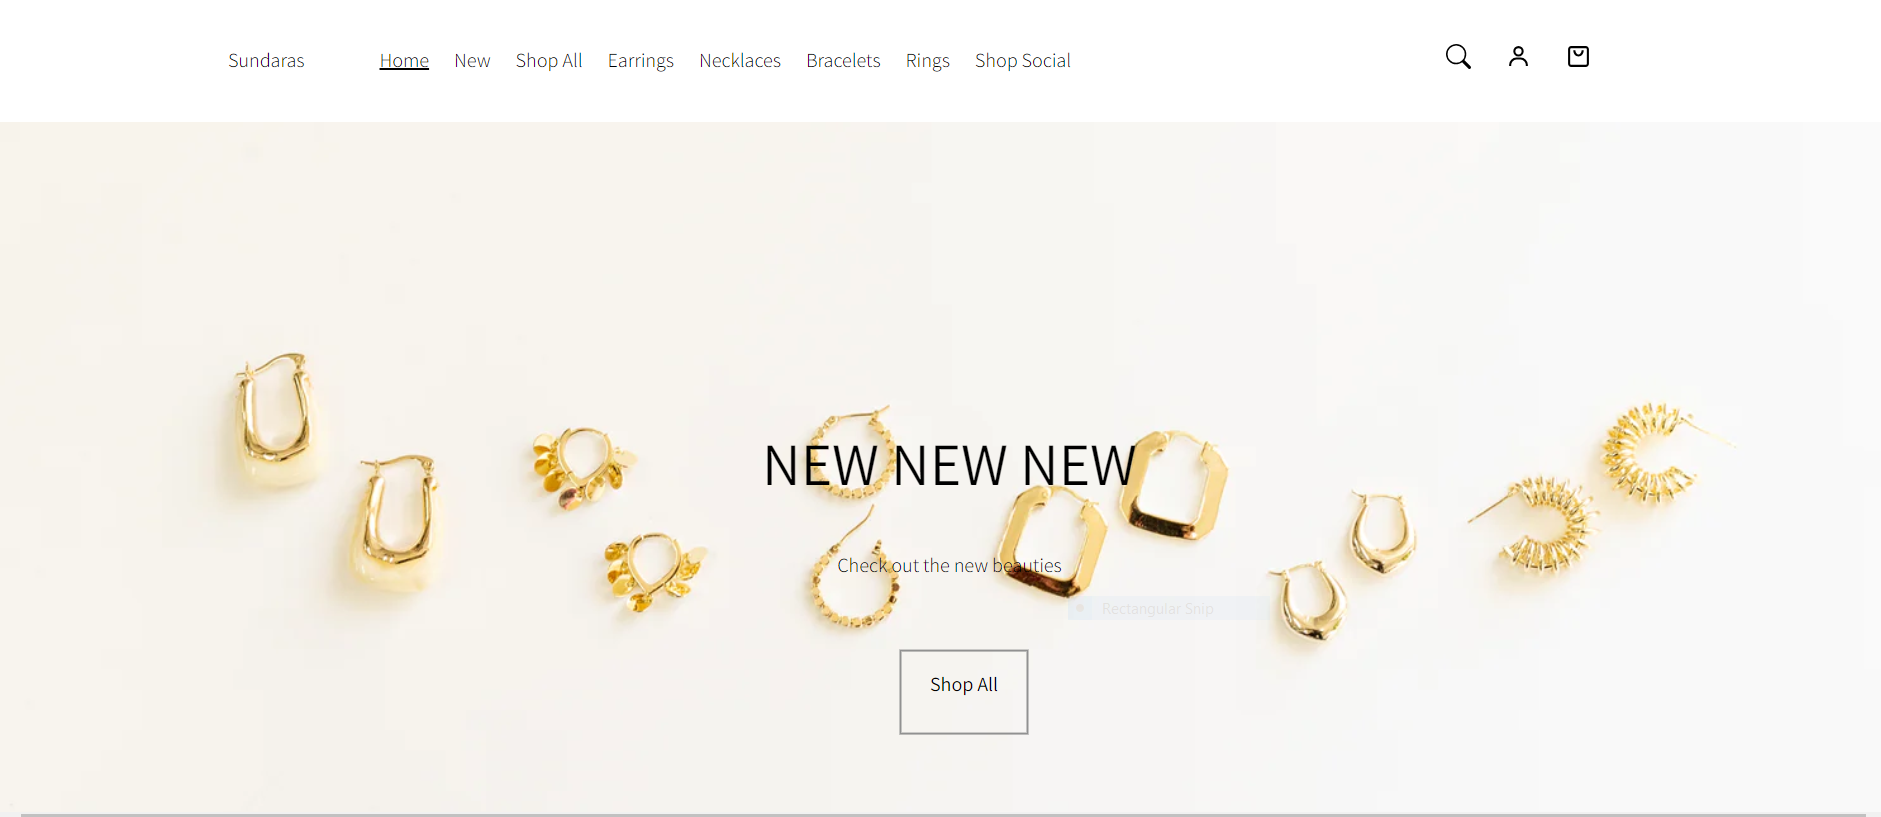 Sundaras Home New Shop All Earrings Necklaces Bracelets Rings Shop Social
NEW NEW NEW
Check out the new beauties
Rectangular Snip
Shop All